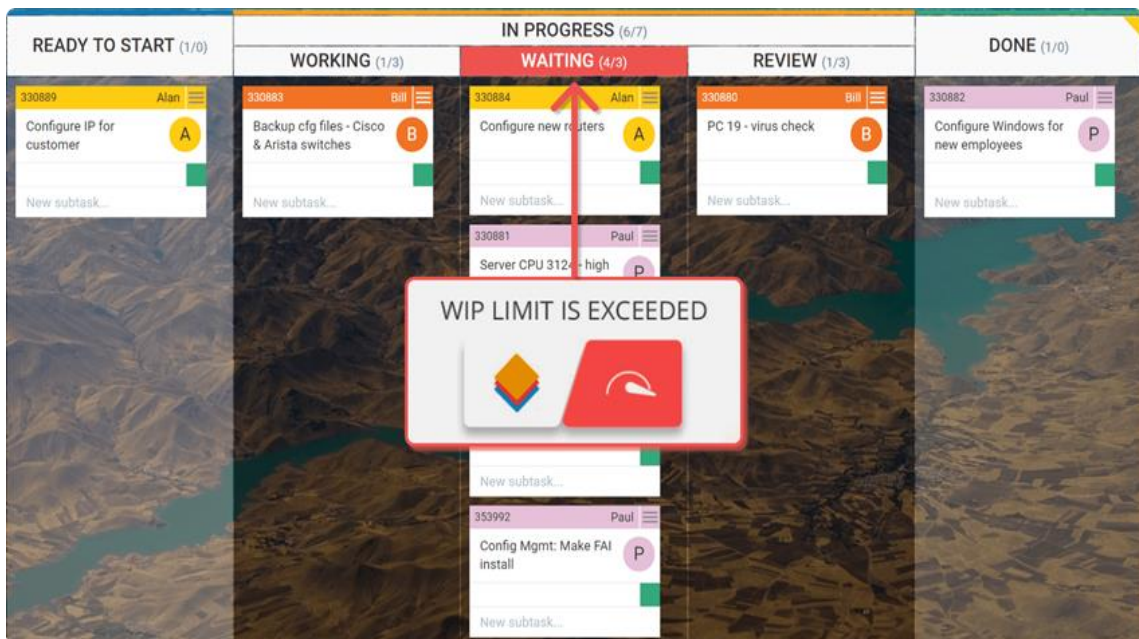 IN PROGRESS (6/7)
READY TO START (1/0)
WORKING (1/3)
WAITING (4/3)
REVIEW (1/3)
DONE (1/0)
330889 Alan
Configure IP for
customer
A
New subtask...
330883 Bill
Backup cfg files - Cisco
& Arista switches
B
New subtask...
330884 Alan
Configure new routers
A
New subtask...
330881 Paul
Server CPU 3124 - high
P
WIP LIMIT IS EXCEEDED
New subtask...
353992 Paul
Config Mgmt: Make FAI
install
P
New subtask...
330880 Bill
PC 19 - virus check
B
New subtask...
330882 Paul
Configure Windows for
new employees
P
New subtask...